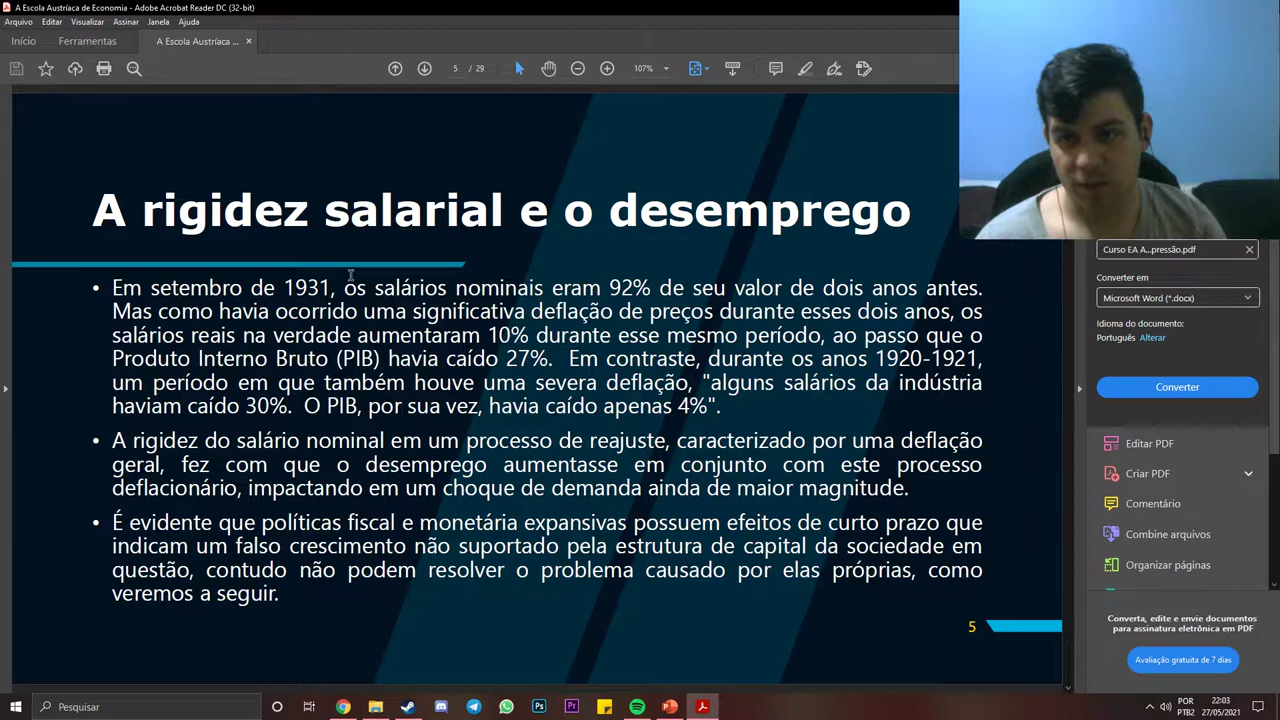 A Escola Austríaca de Economia - Adobe Acrobat Reader DC (32-bit)
Arquivo Editar Visualizar Assinar Janela Ajuda
Início Ferramentas A Escola Austríaca ...
5 / 29 107%
A rigidez salarial e o desemprego
• Em setembro de 1931, os salários nominais eram 92% de seu valor de dois anos antes.
Mas como havia ocorrido uma significativa deflação de preços durante esses dois anos, os
salários reais na verdade aumentaram 10% durante esse mesmo período, ao passo que o
Produto Interno Bruto (PIB) havia caído 27%. Em contraste, durante os anos 1920-1921,
um período em que também houve uma severa deflação, "alguns salários da indústria
haviam caído 30%. O PIB, por sua vez, havia caído apenas 4%".
• A rigidez do salário nominal em um processo de reajuste, caracterizado por uma deflação
geral, fez com que o desemprego aumentasse em conjunto com este processo
deflacionário, impactando em um choque de demanda ainda de maior magnitude.
• É evidente que políticas fiscal e monetária expansivas possuem efeitos de curto prazo que
indicam um falso crescimento não suportado pela estrutura de capital da sociedade em
questão, contudo não podem resolver o problema causado por elas próprias, como
veremos a seguir.
5
Curso EA A...pressão.pdf
Converter em
Microsoft Word (*.docx)
Idioma do documento:
Português Alterar
Converter
Editar PDF
Criar PDF
Comentário
Combine arquivos
Organizar páginas
Converta, edite e envie documentos
para assinatura eletrônica em PDF
Avaliação gratuita de 7 dias
Pesquisar
POR
PTB2
22:03
27/05/2021